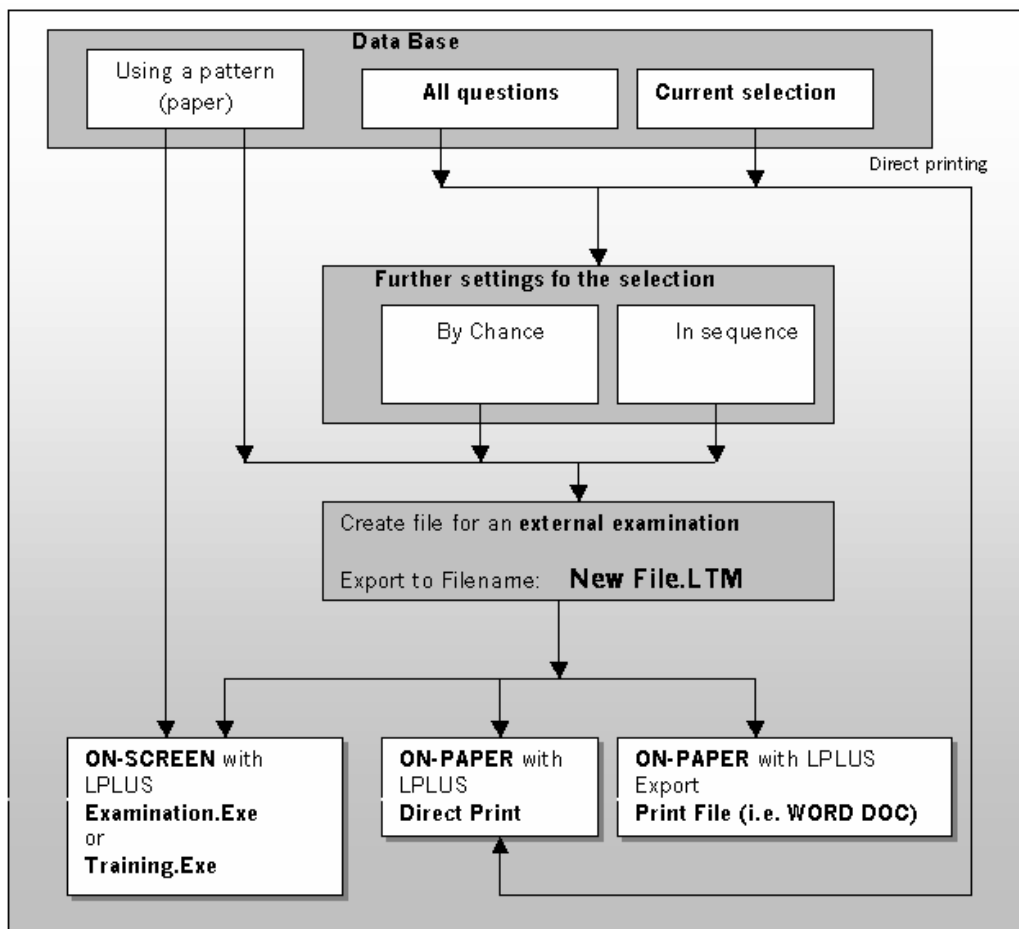 Data Base
Using a pattern
(paper)
All questions
Current selection
Direct printing
Further settings fo the selection
By Chance
In sequence
Create file for an external examination
Export to Filename: New File.LTM
ON-SCREEN with
LPLUS
Examination.Exe
or
Training.Exe
ON-PAPER with
LPLUS
Direct Print
ON-PAPER with LPLUS
Export
Print File (i.e. WORD DOC)